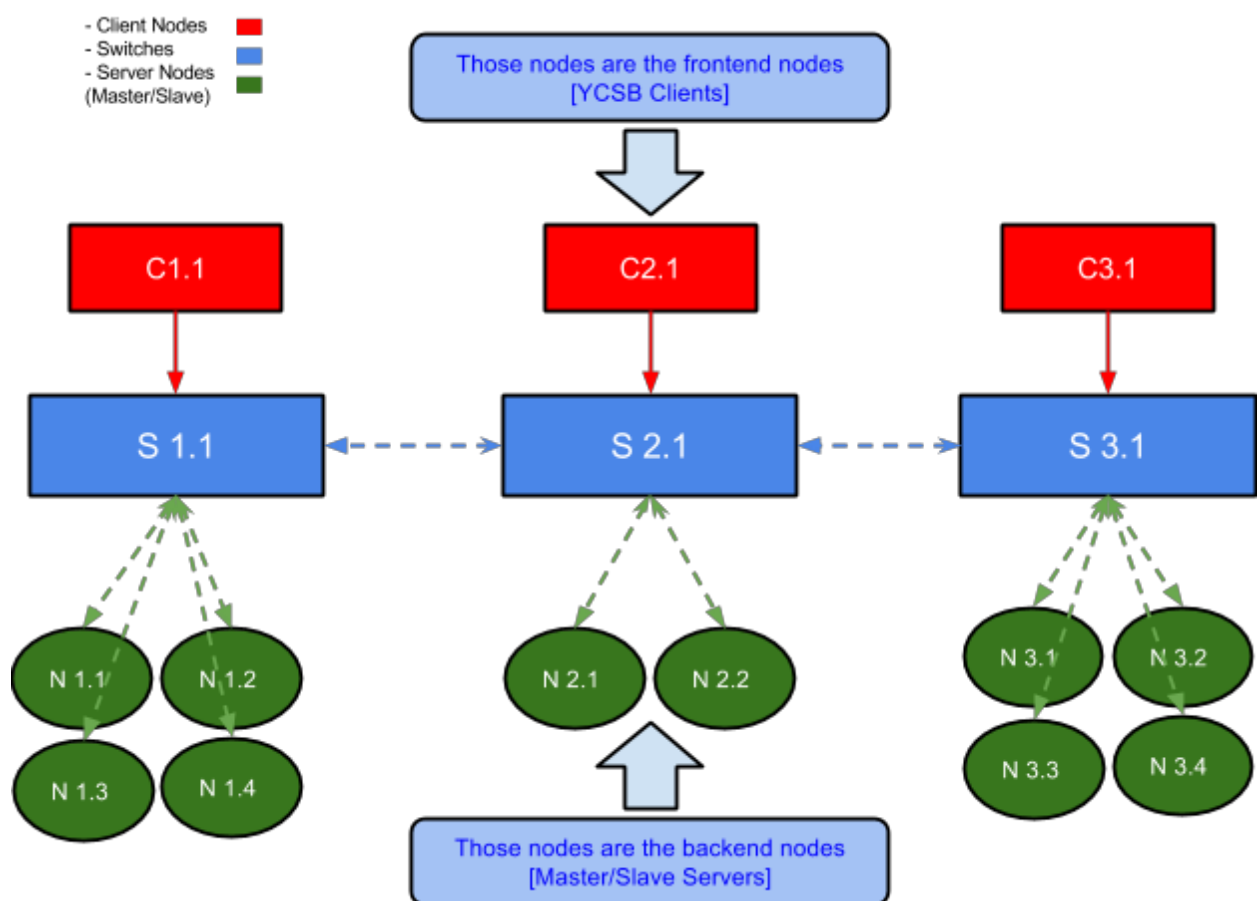 - Client Nodes
- Switches
- Server Nodes
(Master/Slave)
Those nodes are the frontend nodes
[YCSB Clients]
C1.1
C2.1
C3.1
S 1.1
S 2.1
S 3.1
N 1.1
N 1.2
N 2.1
N 2.2
N 3.1
N 3.2
N 1.3
N 1.4
N 3.3
N 3.4
Those nodes are the backend nodes
[Master/Slave Servers]